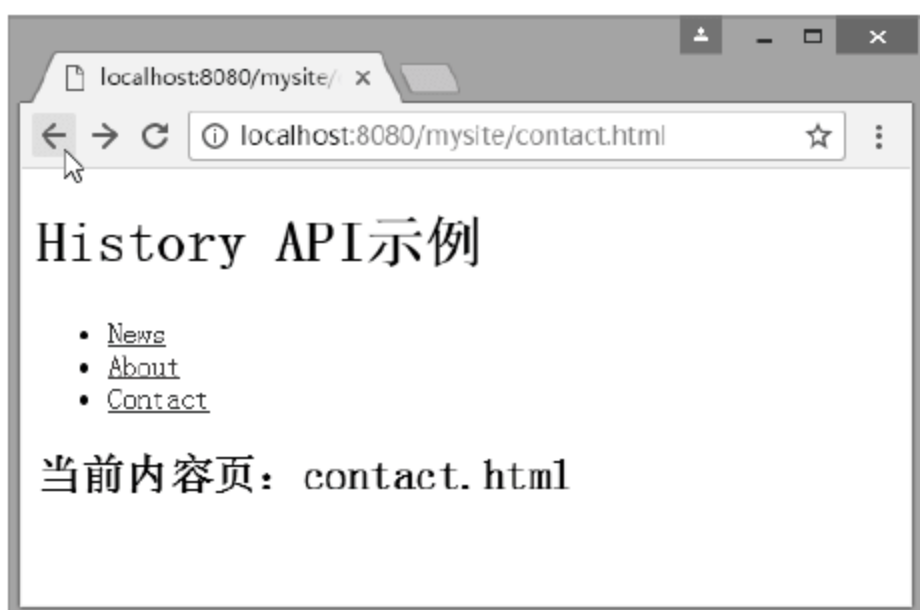 localhost:8080/mysite/
localhost:8080/mysite/contact.html
History API示例
News
About
Contact
当前内容页：contact.html